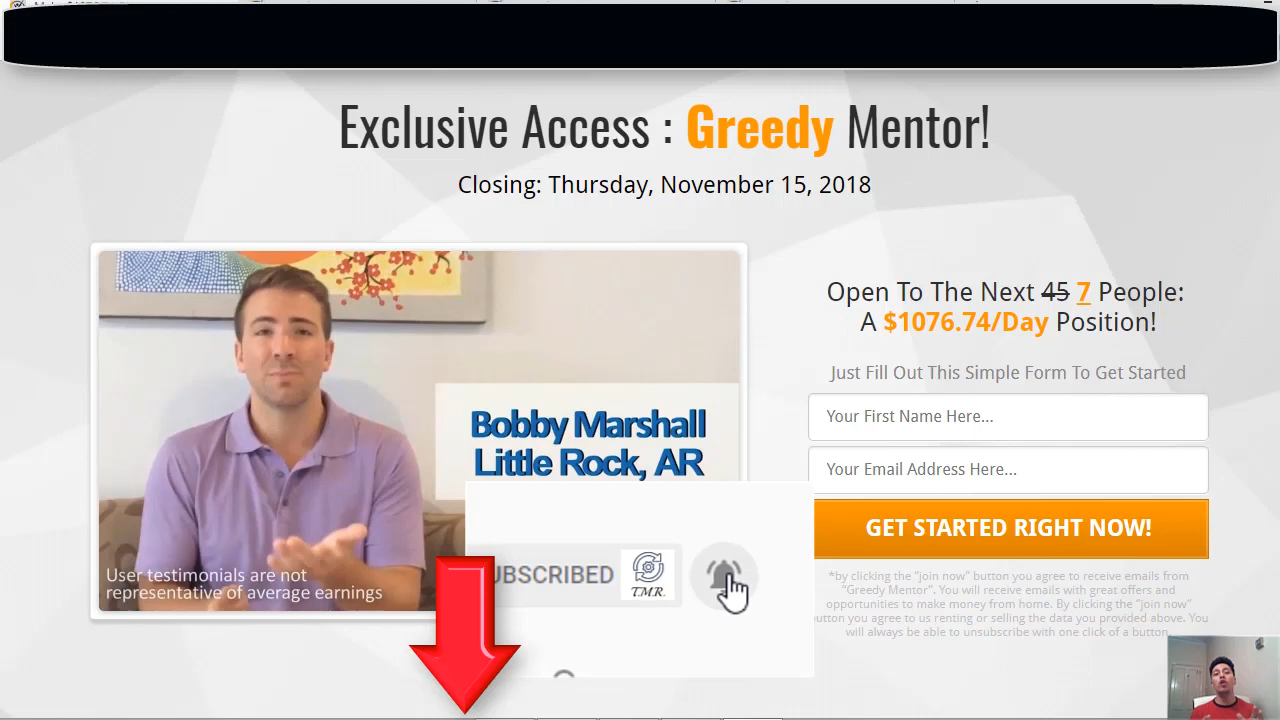 Exclusive Access : Greedy Mentor!
Closing: Thursday, November 15, 2018
Open To The Next 45 7 People:
A $1076.74/Day Position!
Just Fill Out This Simple Form To Get Started
Your First Name Here...
Your Email Address Here...
GET STARTED RIGHT NOW!
*by clicking the "join now" button you agree to receive emails from
"Greedy Mentor". You will receive emails with great offers and
opportunities to make money from home. By clicking the "join now"
utton you agree to us renting or selling the data you provided above. You
will always be able to unsubscribe with one click of a button.
Bobby Marshall
Little Rock, AR
User testimonials are not
representative of average earnings
UBSCRIBED
T.M.R.